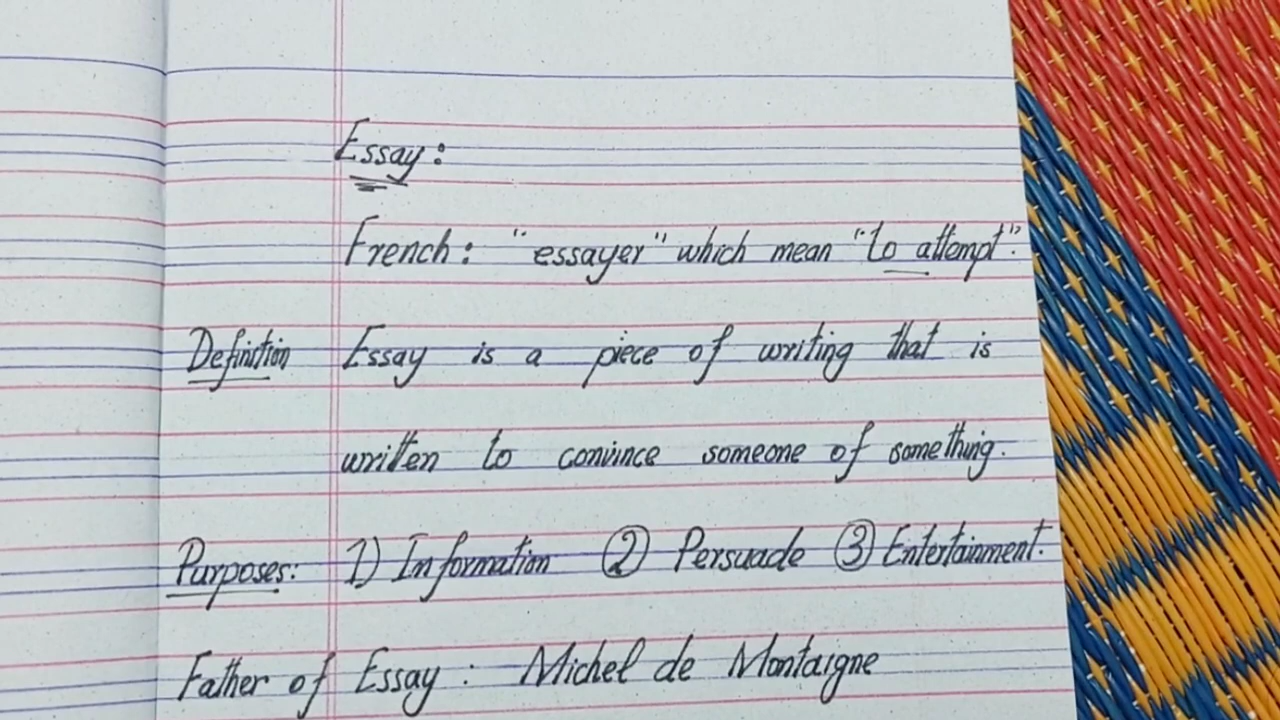 Essay:
French: "essayer" which mean "to attempt".
Definition Essay is a piece of writing that is
written to convince someone of something.
Purposes: 1) Information ② Persuade ③ Entertainment.
Father of Essay : Michel de Montaigne